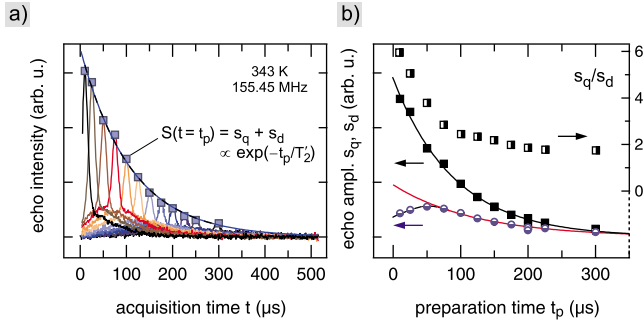 a)
343 K
155.45 MHz
S(t = tp) = sq + sd
∝ exp(−tp/T′2)
echo intensity (arb. u.)
0 100 200 300 400 500
acquisition time t (μs)
b)
sq/sd
6
4
2
0
echo ampl. sq, sd (arb. u.)
0 100 200 300
preparation time tp (μs)